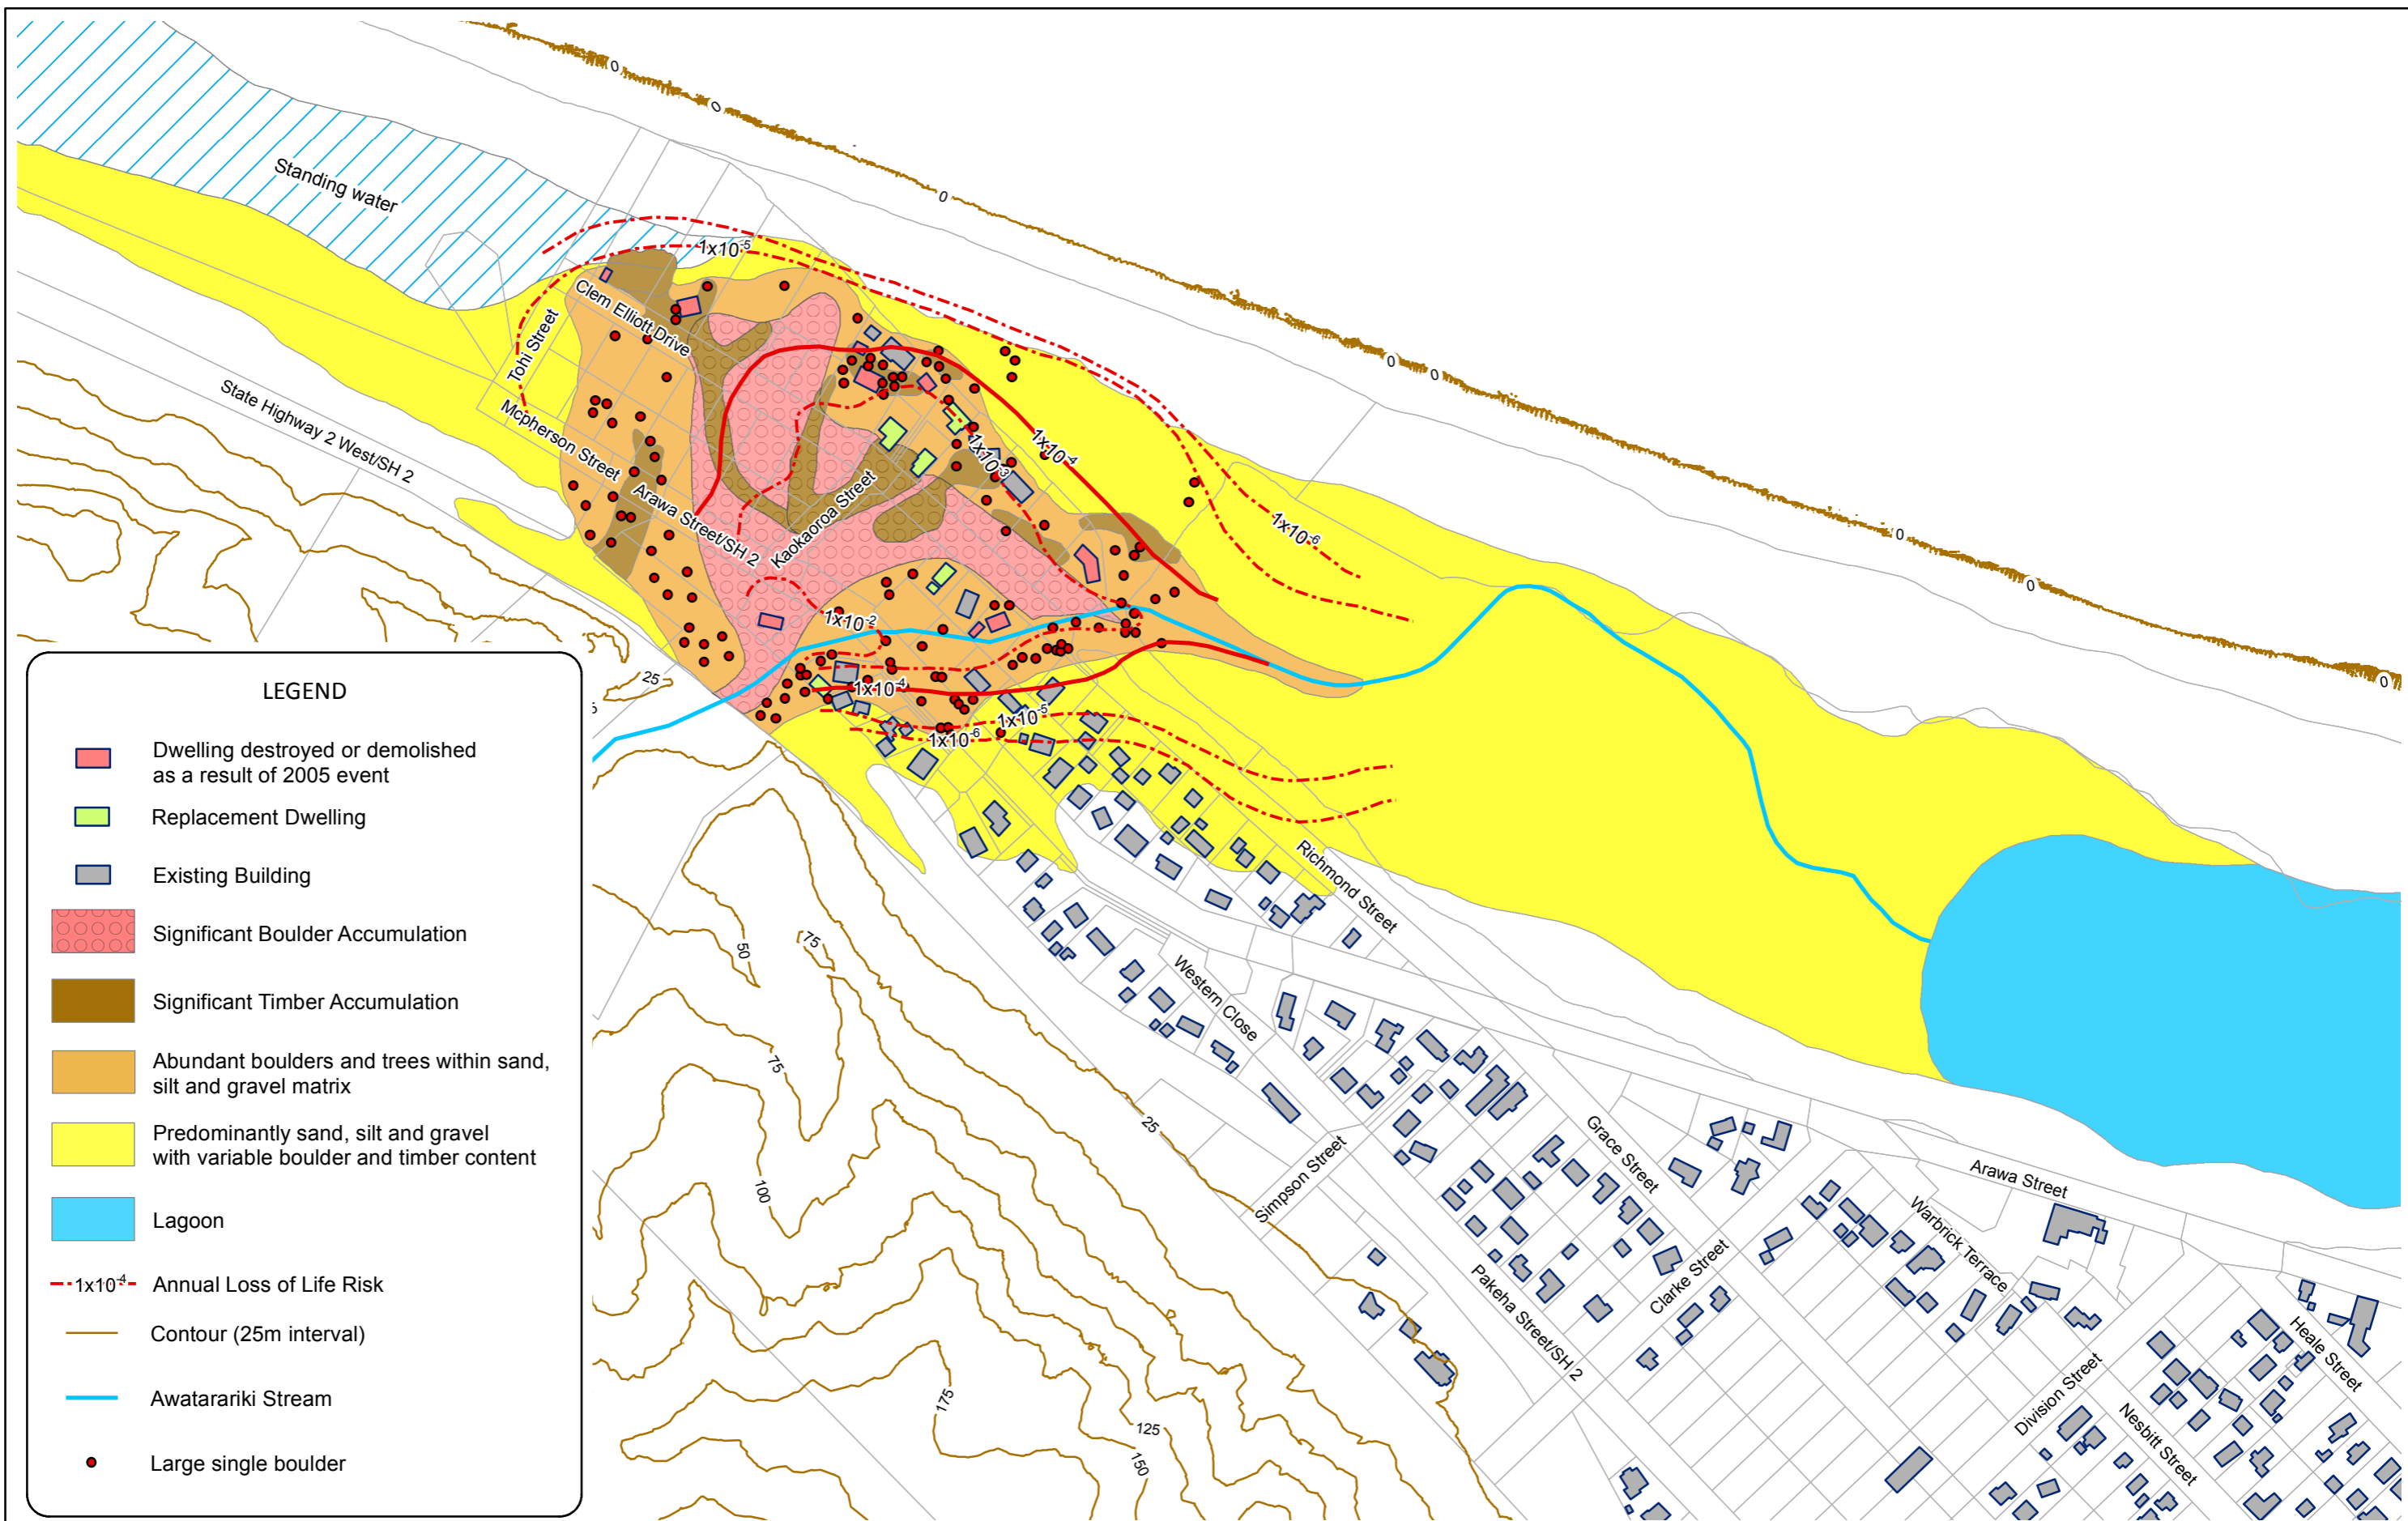 0
0
0
0
0
0
0
0
0
Standing water
1x10-5
Clem Elliott Drive
Tohi Street
State Highway 2 West/SH 2
Mcpherson Street
Arawa Street/SH 2
Kaokaoroa Street
1x10-3
1x10-4
1x10-6
1x10-2
1x10-4
1x10-5
1x10-6
25
5
Richmond Street
Western Close
50
75
75
100
25
Simpson Street
Grace Street
Clarke Street
Pakeha Street/SH 2
Arawa Street
Warbrick Terrace
Heale Street
Division Street
Nesbitt Street
175
125
150
LEGEND
Dwelling destroyed or demolished
as a result of 2005 event
Replacement Dwelling
Existing Building
Significant Boulder Accumulation
Significant Timber Accumulation
Abundant boulders and trees within sand,
silt and gravel matrix
Predominantly sand, silt and gravel
with variable boulder and timber content
Lagoon
1x10-4 Annual Loss of Life Risk
Contour (25m interval)
Awatarariki Stream
Large single boulder